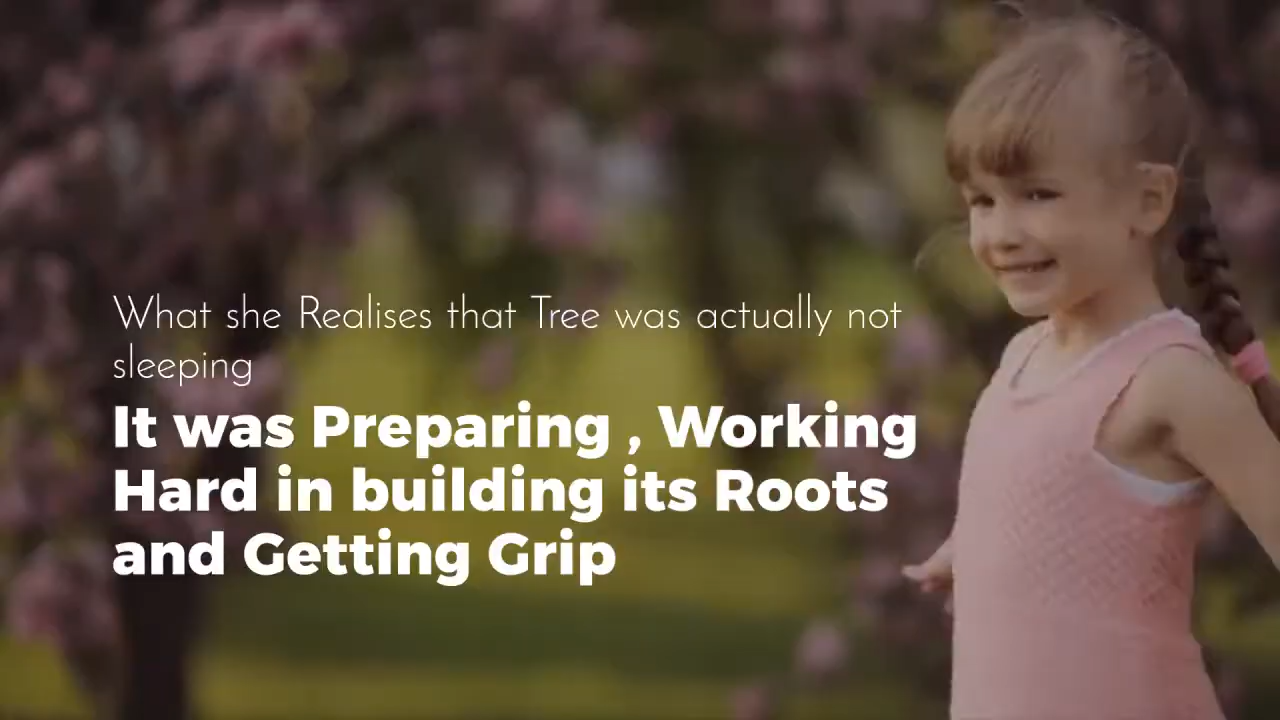 What she Realises that Tree was actually not
sleeping
It was Preparing , Working
Hard in building its Roots
and Getting Grip